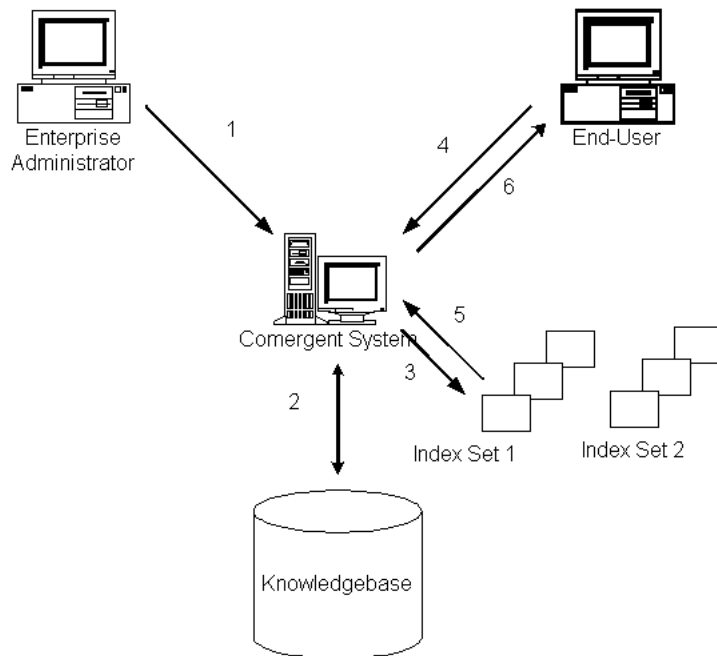 Enterprise
Administrator
End-User
1
4
6
Comergent System
5
3
2
Index Set 1
Index Set 2
Knowledgebase